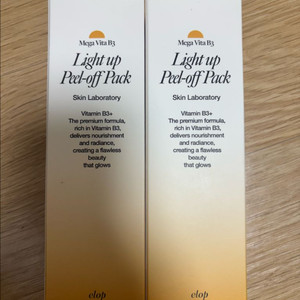 Mega Vita B3
Light up
Peel-off Pack
Skin Laboratory
Vitamin B3+
The premium formula,
rich in Vitamin B3,
delivers nourishment
and radiance,
creating a flawless
beauty
that glows
elop
Mega Vita B3
Light up
Peel-off Pack
Skin Laboratory
Vitamin B3+
The premium formula,
rich in Vitamin B3,
delivers nourishment
and radiance,
creating a flawless
beauty
that glows
elop